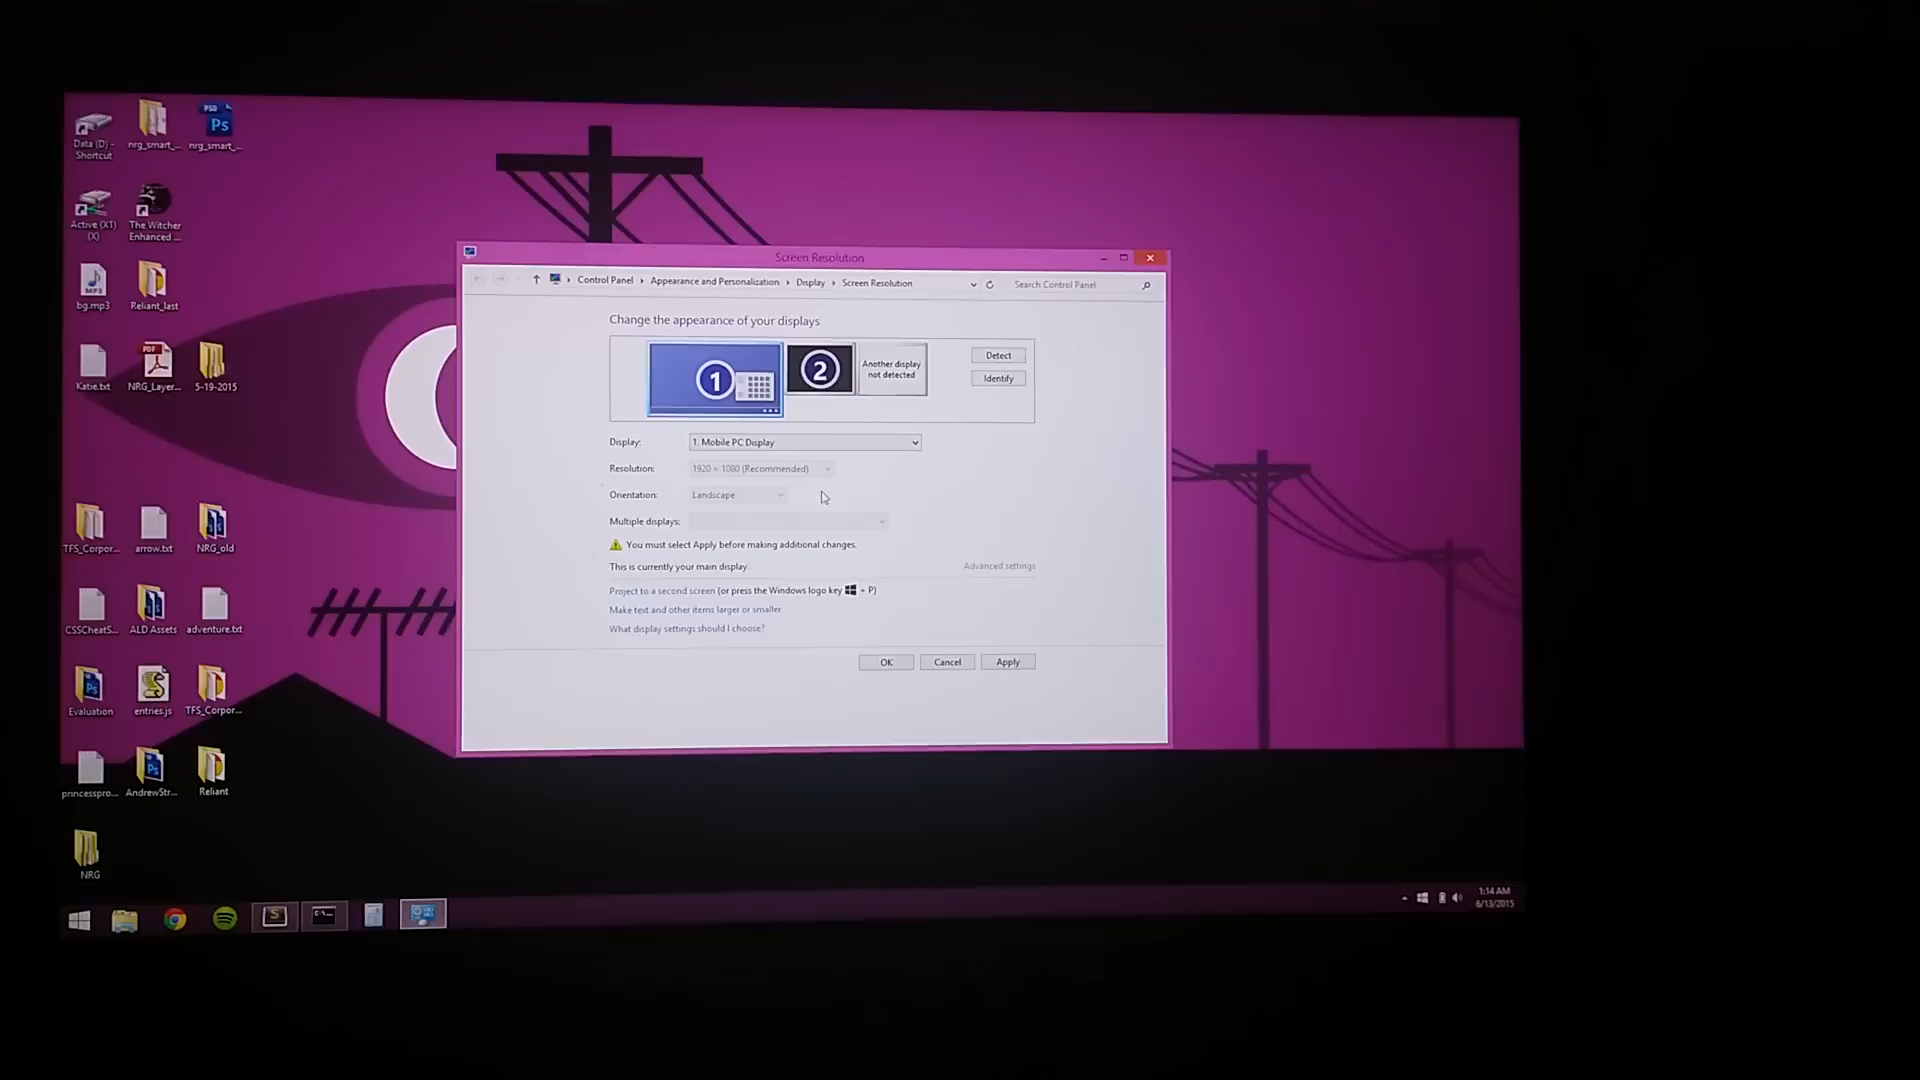 Data (D) -
Shortcut
nrg_smart_...
PSD
Ps
nrg_smart_...
Active (X1)
(X)
The Witcher
Enhanced ...
MP3
bg.mp3
Reliant_last
Katie.txt
PDF
NRG_Layer...
5-19-2015
TFS_Corpor...
arrow.txt
NRG_old
CSSCheatS...
ALD Assets
adventure.txt
Ps
Evaluation
entries.js
TFS_Corpor...
princesspro...
Ps
AndrewStr...
Reliant
NRG
Screen Resolution
Control Panel
Appearance and Personalization
Display
Screen Resolution
Search Control Panel
Change the appearance of your displays
1
2
Another display
not detected
Detect
Identify
Display:
1. Mobile PC Display
Resolution:
1920 × 1080 (Recommended)
Orientation:
Landscape
Multiple displays:
You must select Apply before making additional changes.
This is currently your main display.
Advanced settings
Project to a second screen (or press the Windows logo key + P)
Make text and other items larger or smaller
What display settings should I choose?
OK
Cancel
Apply
S
C:\
1:14 AM
6/13/2015